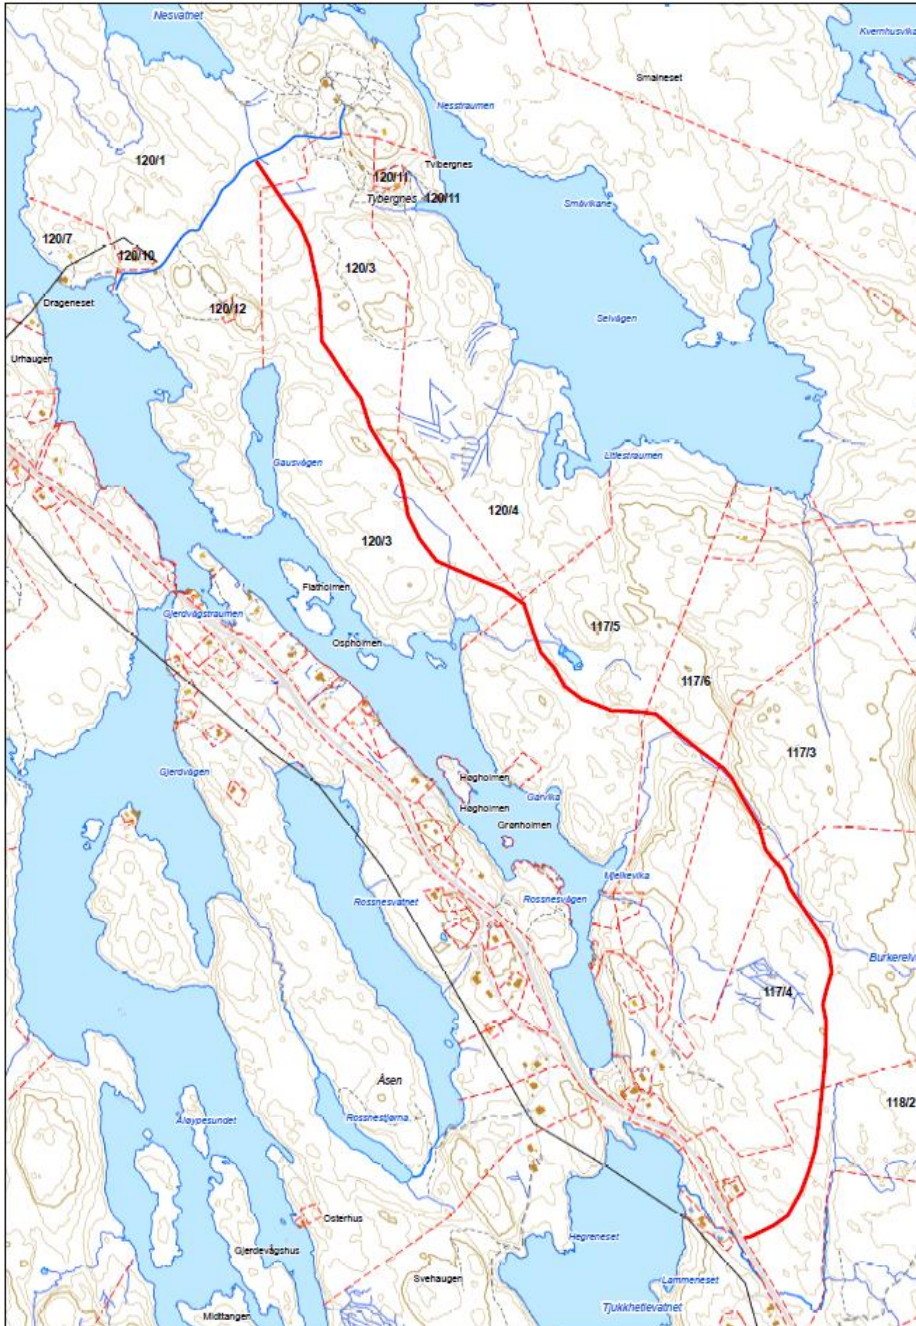 Nesvatnet
Kvernhusvika
Smalneset
Nesstraumen
120/1
Tvibergnes
120/11
Tybergnes
120/11
Småvikane
120/7
120/10
120/3
Drageneset
120/12
Selvågen
Urhaugen
Gausvågen
Litlestraumen
120/4
120/3
Flatholmen
Gjerdvågstraumen
117/5
Ospholmen
117/6
117/3
Gjerdvågen
Høgholmen
Garvika
Høgholmen
Grønholmen
Mjelkevika
Rossnesvatnet
Rossnesvågen
Burkerelv
117/4
Åsen
118/2
Åløypesundet
Rossnestjørna
Osterhus
Hegreneset
Gjerdevågshus
Svehaugen
Lammeneset
Midttangen
Tjukkhetlevatnet